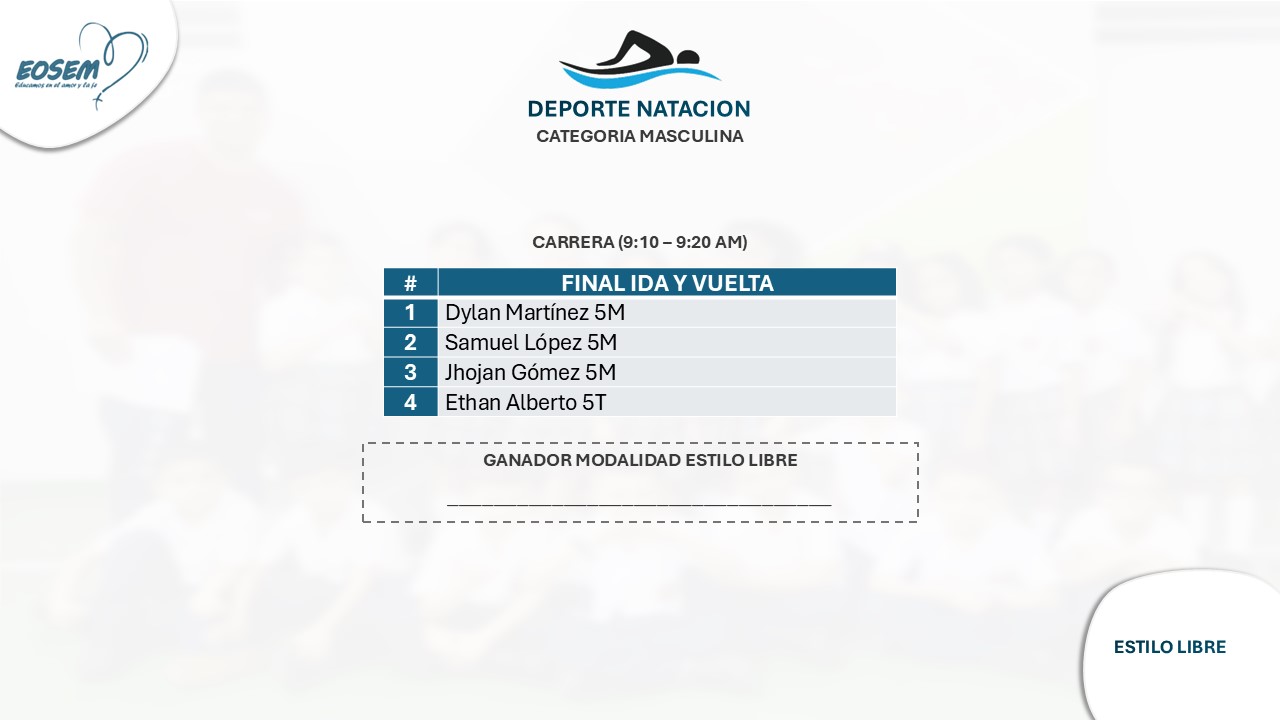 EOSEM
Educamos en el amor y la fe
DEPORTE NATACION
CATEGORIA MASCULINA
CARRERA (9:10 – 9:20 AM)
# FINAL IDA Y VUELTA
1 Dylan Martínez 5M
2 Samuel López 5M
3 Jhojan Gómez 5M
4 Ethan Alberto 5T
GANADOR MODALIDAD ESTILO LIBRE
ESTILO LIBRE